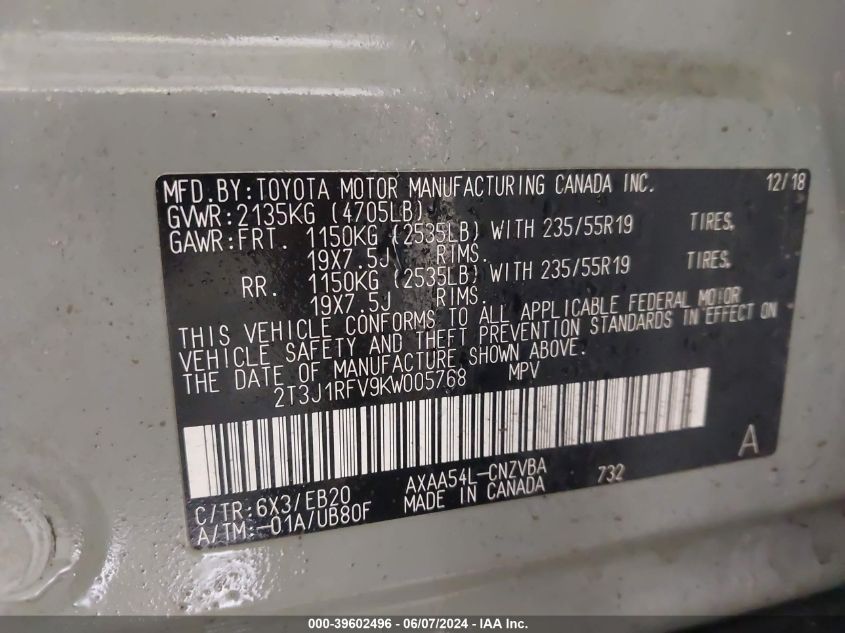 MFD.BY:TOYOTA MOTOR MANUFACTURING CANADA INC. 12/18
GVWR:2135KG (4705LB)
GAWR:FRT. 1150KG (2535LB) WITH 235/55R19 TIRES,
19X7.5J RIMS.
RR. 1150KG (2535LB) WITH 235/55R19 TIRES,
19X7.5J RIMS.
THIS VEHICLE CONFORMS TO ALL APPLICABLE FEDERAL MOTOR
VEHICLE SAFETY AND THEFT PREVENTION STANDARDS IN EFFECT ON
THE DATE OF MANUFACTURE SHOWN ABOVE.
2T3J1RFV9KW005768 MPV
A
C/TR:6X3/EB20 AXAA54L-CNZVBA 732
A/TM:-01A/UB80F MADE IN CANADA
000-39602496 - 06/07/2024 - IAA Inc.